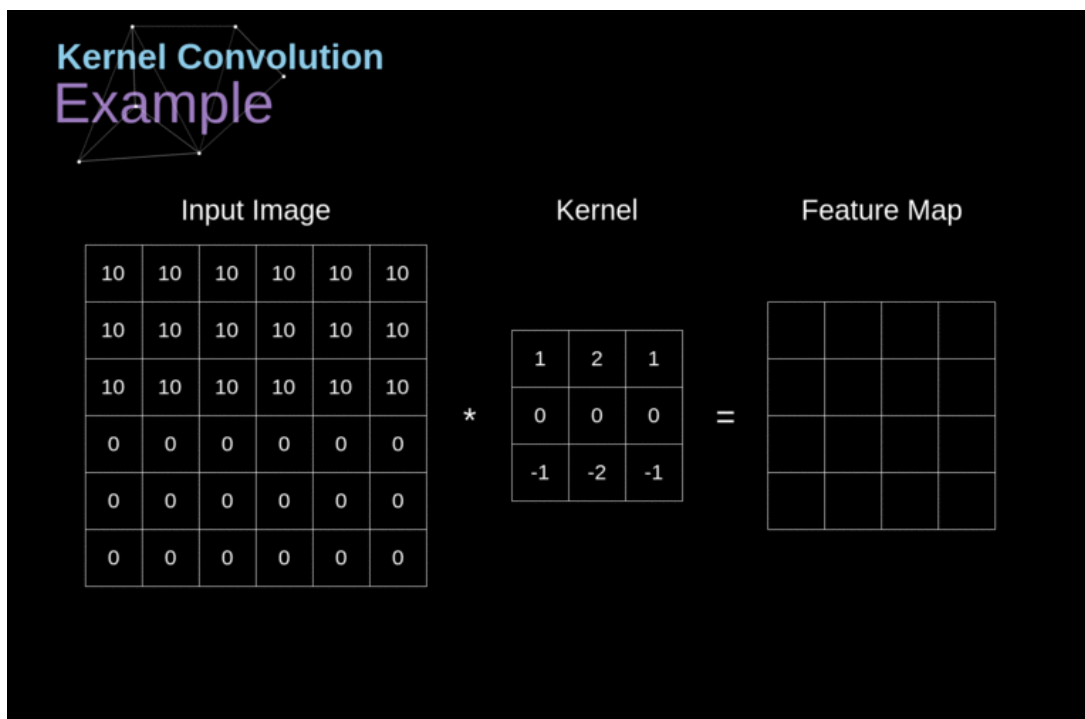 Kernel Convolution
Example
Input Image
Kernel
Feature Map
10 10 10 10 10 10
10 10 10 10 10 10
10 10 10 10 10 10
0 0 0 0 0 0
0 0 0 0 0 0
0 0 0 0 0 0
*
1 2 1
0 0 0
-1 -2 -1
=